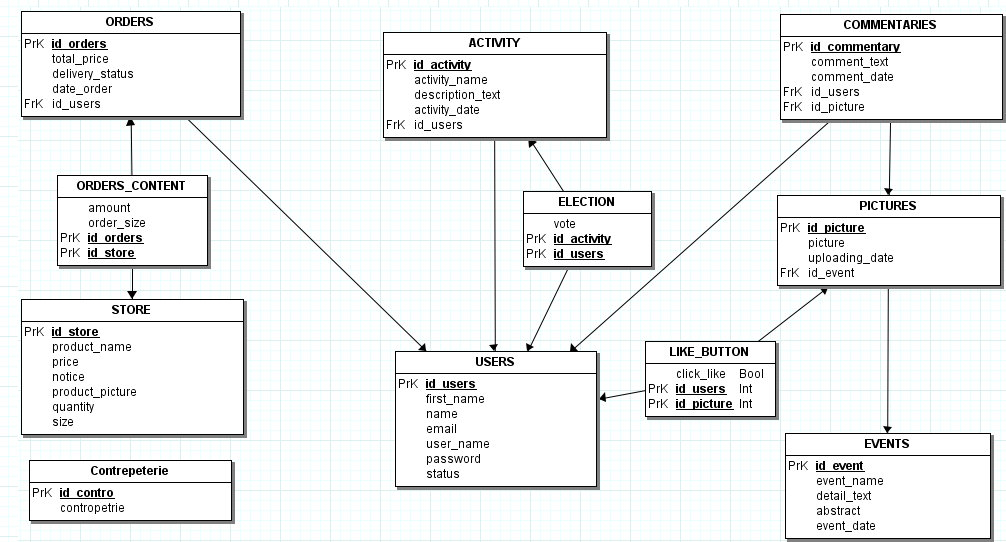 ORDERS
PrK id_orders
total_price
delivery_status
date_order
FrK id_users
ACTIVITY
PrK id_activity
activity_name
description_text
activity_date
FrK id_users
COMMENTARIES
PrK id_commentary
comment_text
comment_date
FrK id_users
FrK id_picture
ORDERS_CONTENT
amount
order_size
PrK id_orders
PrK id_store
ELECTION
vote
PrK id_activity
PrK id_users
PICTURES
PrK id_picture
picture
uploading_date
FrK id_event
STORE
PrK id_store
product_name
price
notice
product_picture
quantity
size
USERS
PrK id_users
first_name
name
email
user_name
password
status
LIKE_BUTTON
click_like Bool
PrK id_users Int
PrK id_picture Int
Contrepeterie
PrK id_contro
contropetrie
EVENTS
PrK id_event
event_name
detail_text
abstract
event_date